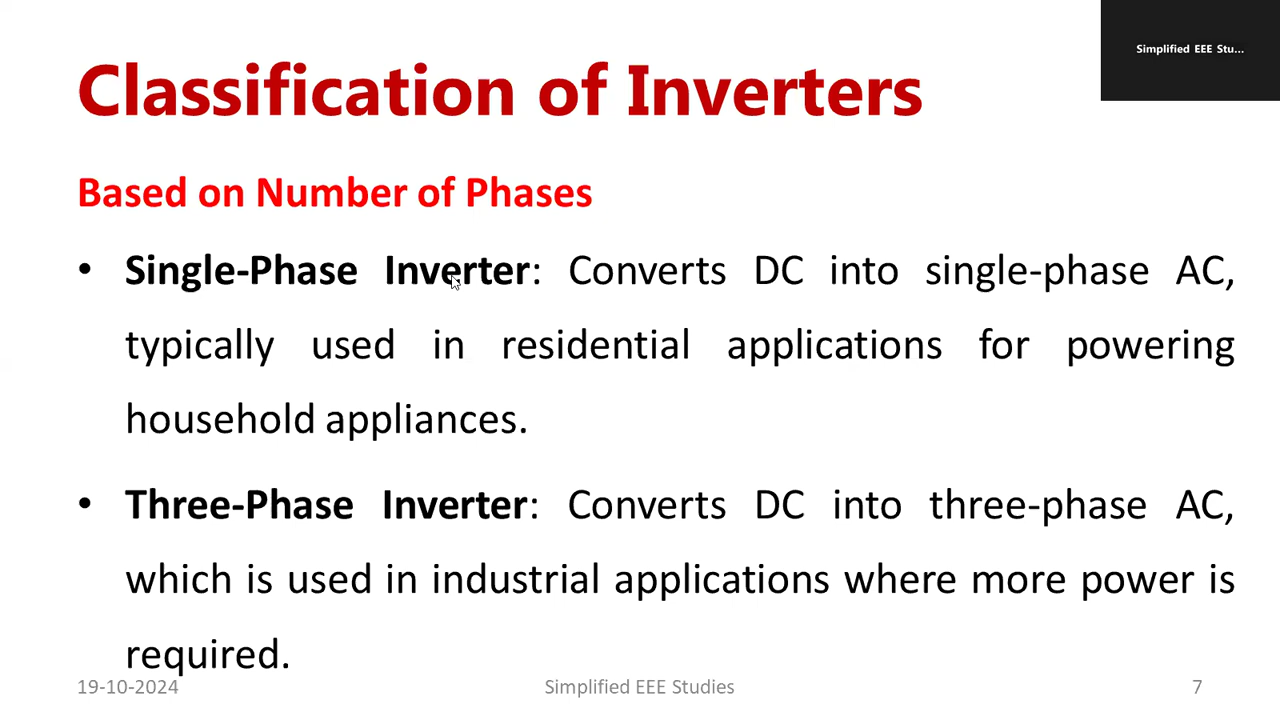 Simplified EEE Stu...
Classification of Inverters
Based on Number of Phases
• Single-Phase Inverter: Converts DC into single-phase AC,
typically used in residential applications for powering
household appliances.
• Three-Phase Inverter: Converts DC into three-phase AC,
which is used in industrial applications where more power is
required.
19-10-2024 Simplified EEE Studies 7